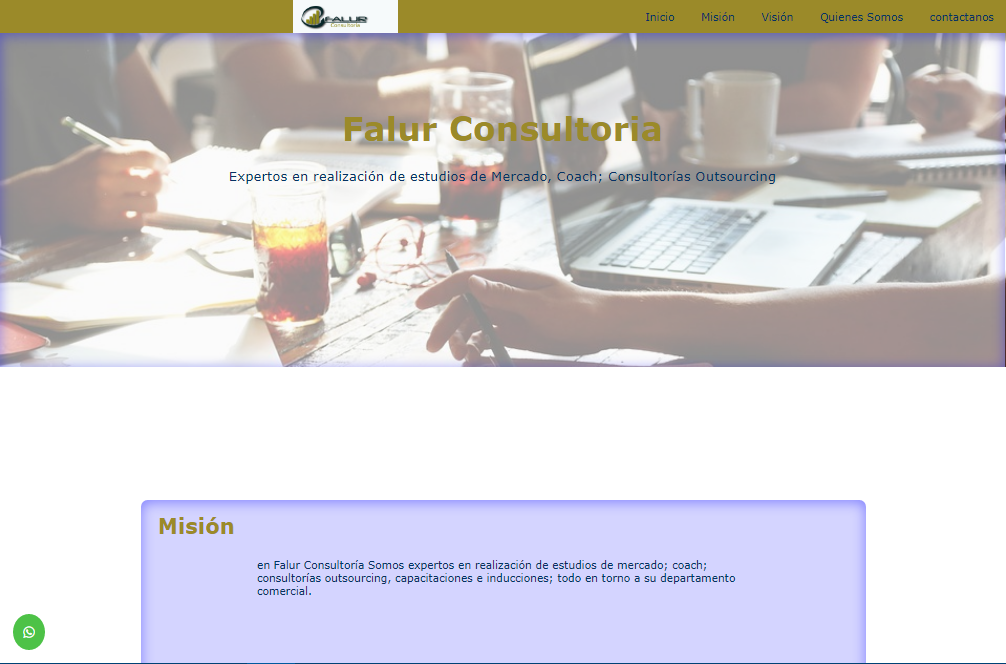 FALUR
Consultoría
Inicio Misión Visión Quienes Somos contactanos
Falur Consultoria
Expertos en realización de estudios de Mercado, Coach; Consultorías Outsourcing
Misión
en Falur Consultoría Somos expertos en realización de estudios de mercado; coach;
consultorías outsourcing, capacitaciones e inducciones; todo en torno a su departamento
comercial.